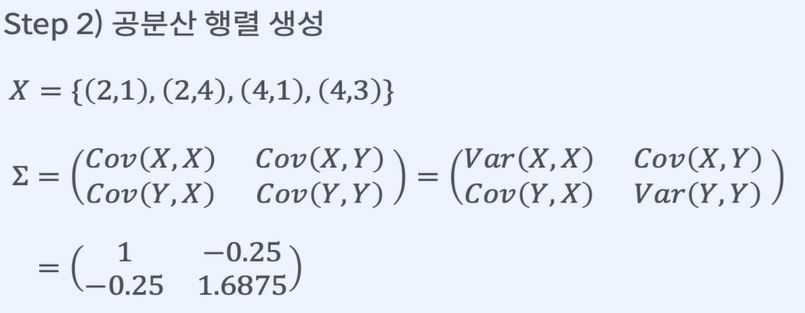 Step 2) 공분산 행렬 생성
X = {(2,1), (2,4), (4,1), (4,3)}
Σ = (Cov(X,X) Cov(X,Y) Cov(Y,X) Cov(Y,Y)) = (Var(X,X) Cov(X,Y) Cov(Y,X) Var(Y,Y))
= (1 −0.25 −0.25 1.6875)